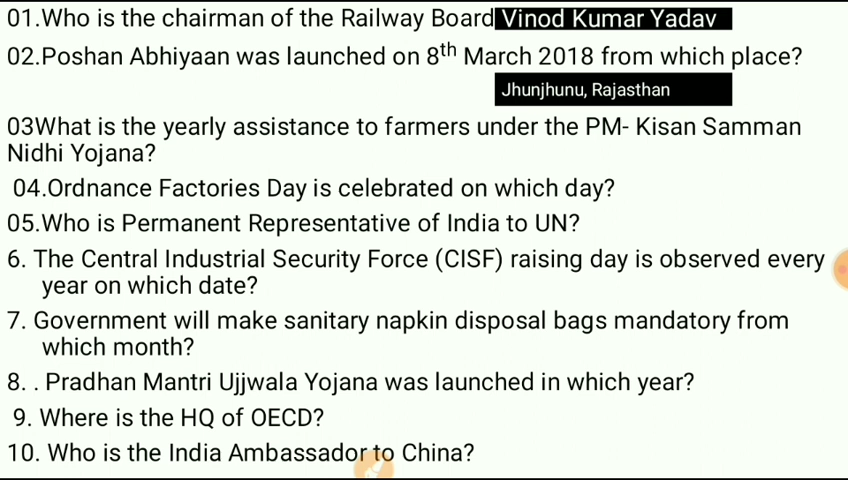 01.Who is the chairman of the Railway Board Vinod Kumar Yadav
02.Poshan Abhiyaan was launched on 8th March 2018 from which place?
Jhunjhunu, Rajasthan
03What is the yearly assistance to farmers under the PM- Kisan Samman
Nidhi Yojana?
04.Ordnance Factories Day is celebrated on which day?
05.Who is Permanent Representative of India to UN?
6. The Central Industrial Security Force (CISF) raising day is observed every
year on which date?
7. Government will make sanitary napkin disposal bags mandatory from
which month?
8. . Pradhan Mantri Ujjwala Yojana was launched in which year?
9. Where is the HQ of OECD?
10. Who is the India Ambassador to China?